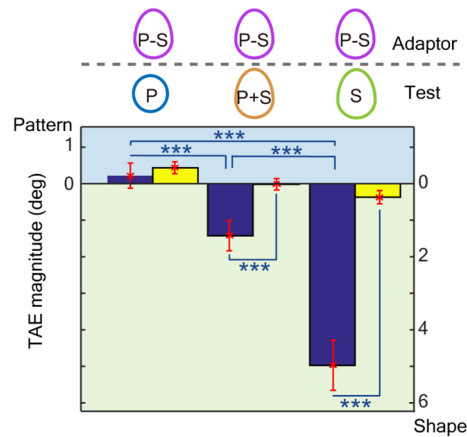 P-S P-S P-S Adaptor
P P+S S Test
Pattern
1
0
TAE magnitude (deg)
0
2
4
6
Shape
***
***
***
***
***